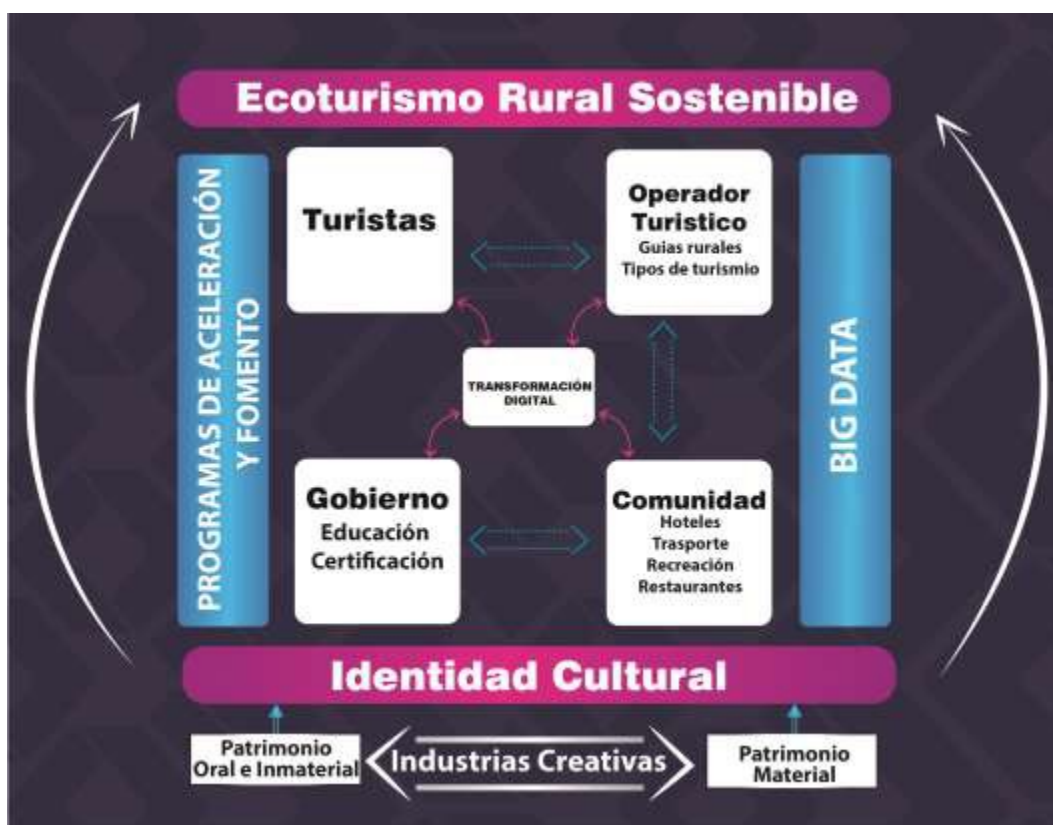 Ecoturismo Rural Sostenible
PROGRAMAS DE ACELERACIÓN
Y FOMENTO
Turistas
Operador
Turistico
Guias rurales
Tipos de turismio
BIG DATA
TRANSFORMACIÓN
DIGITAL
Gobierno
Educación
Certificación
Comunidad
Hoteles
Trasporte
Recreación
Restaurantes
Identidad Cultural
Patrimonio
Oral e Inmaterial
Industrias Creativas
Patrimonio
Material